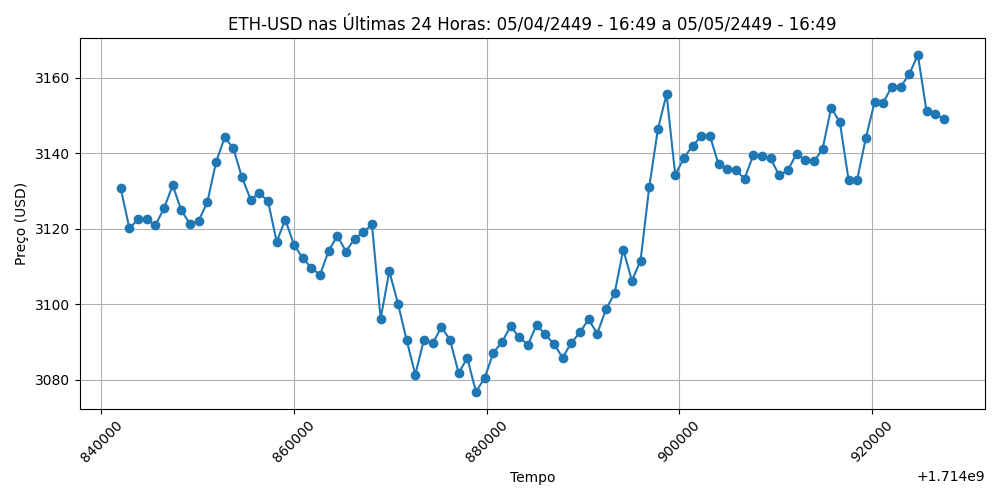 ETH-USD nas Últimas 24 Horas: 05/04/2449 - 16:49 a 05/05/2449 - 16:49
Preço (USD)
3160
3140
3120
3100
3080
840000
860000
880000
900000
920000
Tempo
+1.714e9